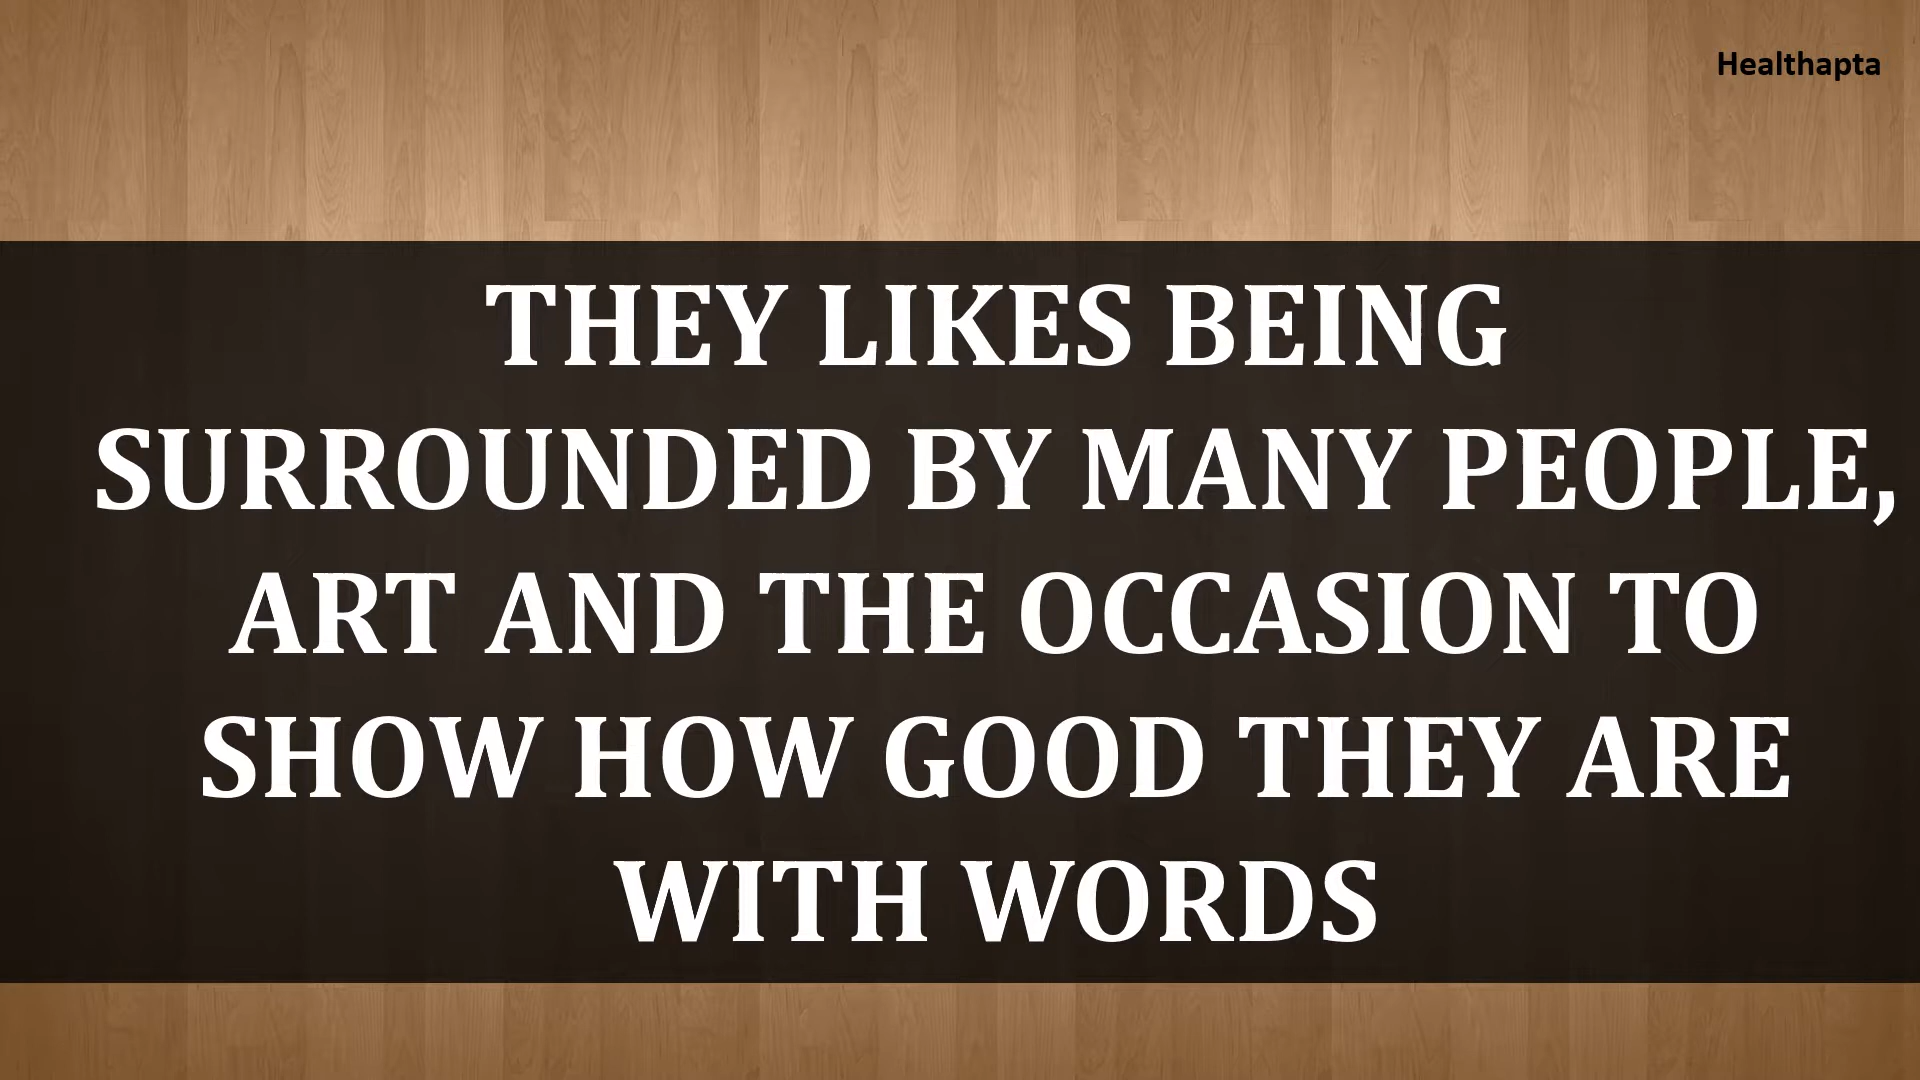 Healthapta
THEY LIKES BEING
SURROUNDED BY MANY PEOPLE,
ART AND THE OCCASION TO
SHOW HOW GOOD THEY ARE
WITH WORDS